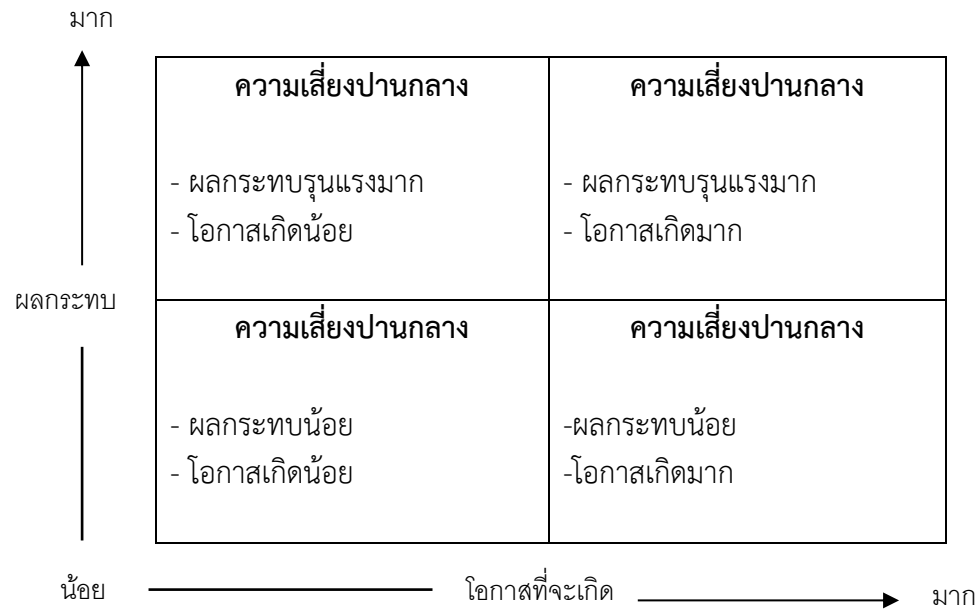 มาก
ความเสี่ยงปานกลาง
- ผลกระทบรุนแรงมาก
- โอกาสเกิดน้อย
ความเสี่ยงปานกลาง
- ผลกระทบรุนแรงมาก
- โอกาสเกิดมาก
ผลกระทบ
ความเสี่ยงปานกลาง
- ผลกระทบน้อย
- โอกาสเกิดน้อย
ความเสี่ยงปานกลาง
-ผลกระทบน้อย
-โอกาสเกิดมาก
น้อย
โอกาสที่จะเกิด
มาก